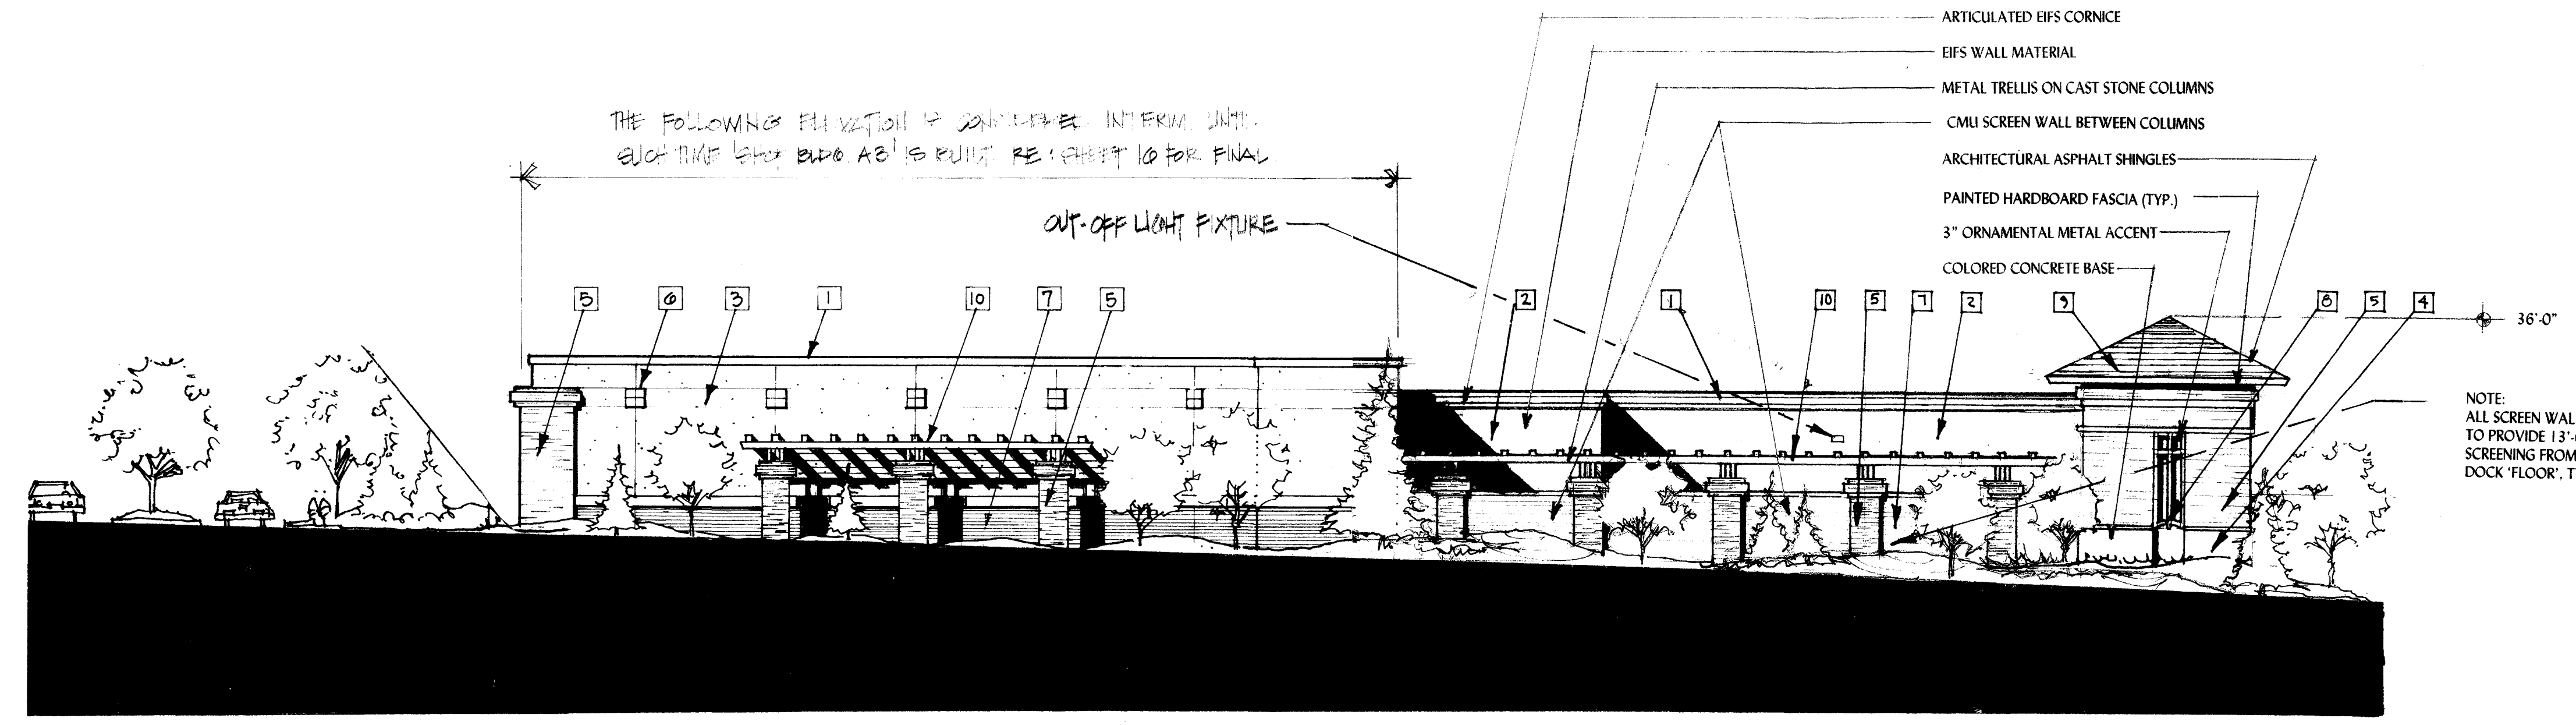 ARTICULATED EIFS CORNICE
EIFS WALL MATERIAL
METAL TRELLIS ON CAST STONE COLUMNS
CMU SCREEN WALL BETWEEN COLUMNS
ARCHITECTURAL ASPHALT SHINGLES
PAINTED HARDBOARD FASCIA (TYP.)
3" ORNAMENTAL METAL ACCENT
COLORED CONCRETE BASE
THE FOLLOWING ELEVATION IS CONSIDERED INTERIM UNTIL
SUCH TIME 'SHOP BLDG. A3' IS BUILT. RE: SHEET 16 FOR FINAL.
CUT-OFF LIGHT FIXTURE
5 6 3 1 10 7 5 2 1 10 5 7 2 9 8 5 4
36'-0"
NOTE:
ALL SCREEN WAL
TO PROVIDE 13'-
SCREENING FROM
DOCK 'FLOOR', T